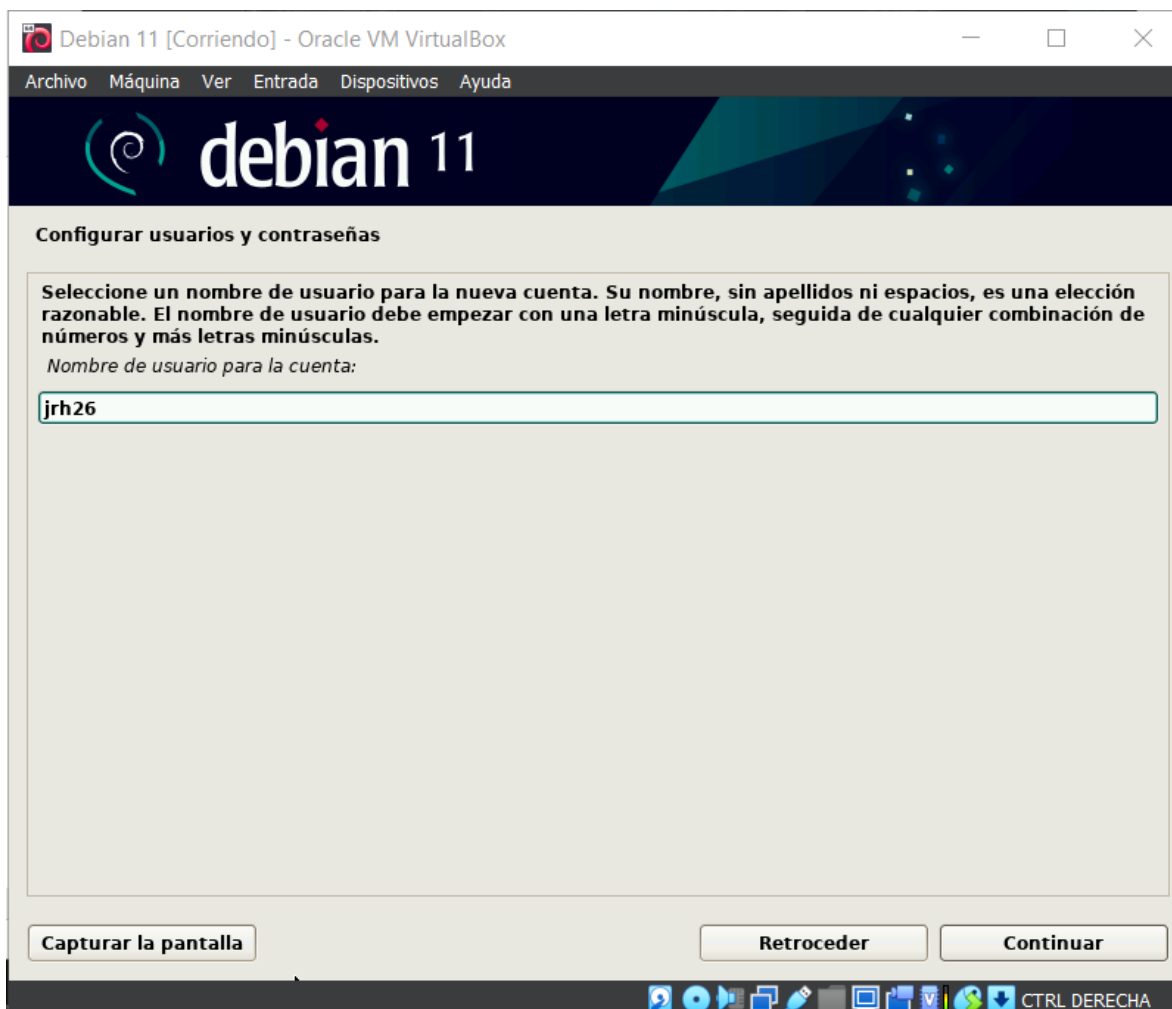 Debian 11 [Corriendo] - Oracle VM VirtualBox
Archivo Máquina Ver Entrada Dispositivos Ayuda
debian 11
Configurar usuarios y contraseñas
Seleccione un nombre de usuario para la nueva cuenta. Su nombre, sin apellidos ni espacios, es una elección
razonable. El nombre de usuario debe empezar con una letra minúscula, seguida de cualquier combinación de
números y más letras minúsculas.
Nombre de usuario para la cuenta:
jrh26
Capturar la pantalla Retroceder Continuar
CTRL DERECHA